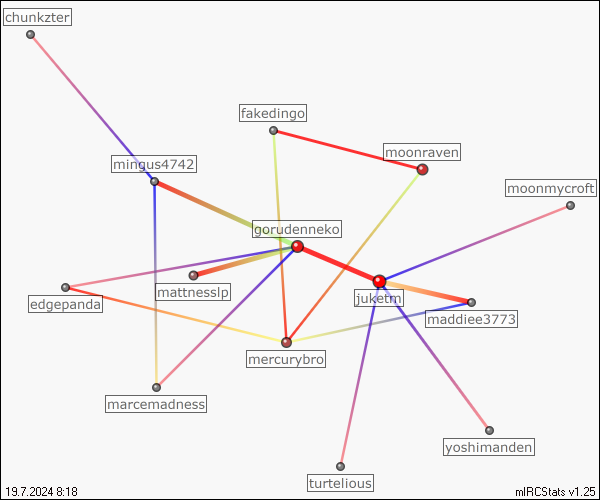 chunkzter
fakedingo
moonraven
mingus4742
moonmycroft
gorudenneko
mattnesslp
juketm
edgepanda
maddiee3773
mercurybro
marcemadness
yoshimanden
turtelious
19.7.2024 8:18
mIRCStats v1.25